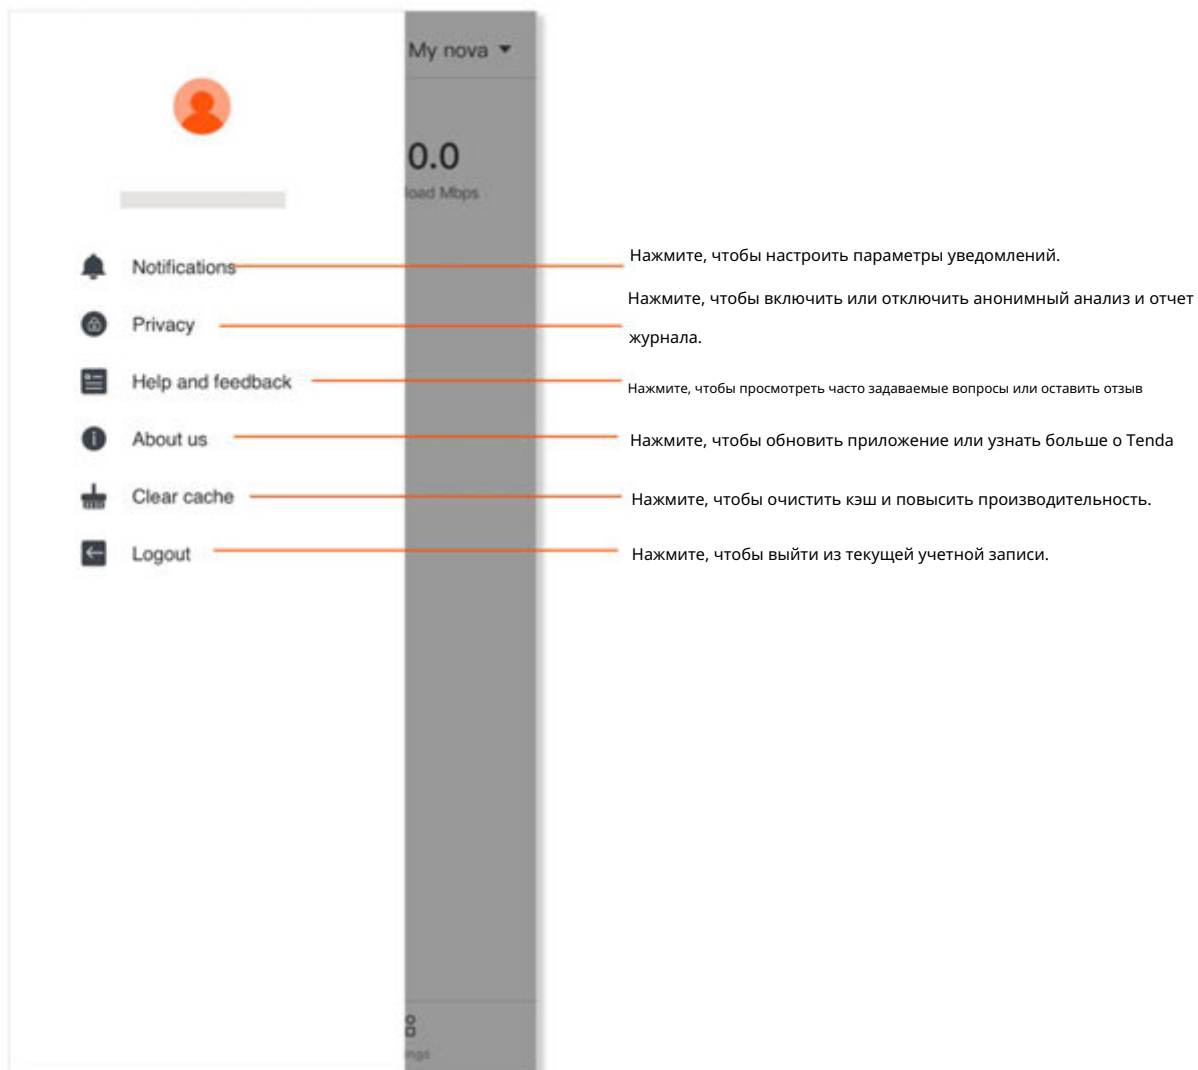 My nova
0.0
load Mbps
Notifications
Нажмите, чтобы настроить параметры уведомлений.
Privacy
Нажмите, чтобы включить или отключить анонимный анализ и отчет
журнала.
Help and feedback
Нажмите, чтобы просмотреть часто задаваемые вопросы или оставить отзыв
About us
Нажмите, чтобы обновить приложение или узнать больше о Tenda
Clear cache
Нажмите, чтобы очистить кэш и повысить производительность.
Logout
Нажмите, чтобы выйти из текущей учетной записи.
ngs